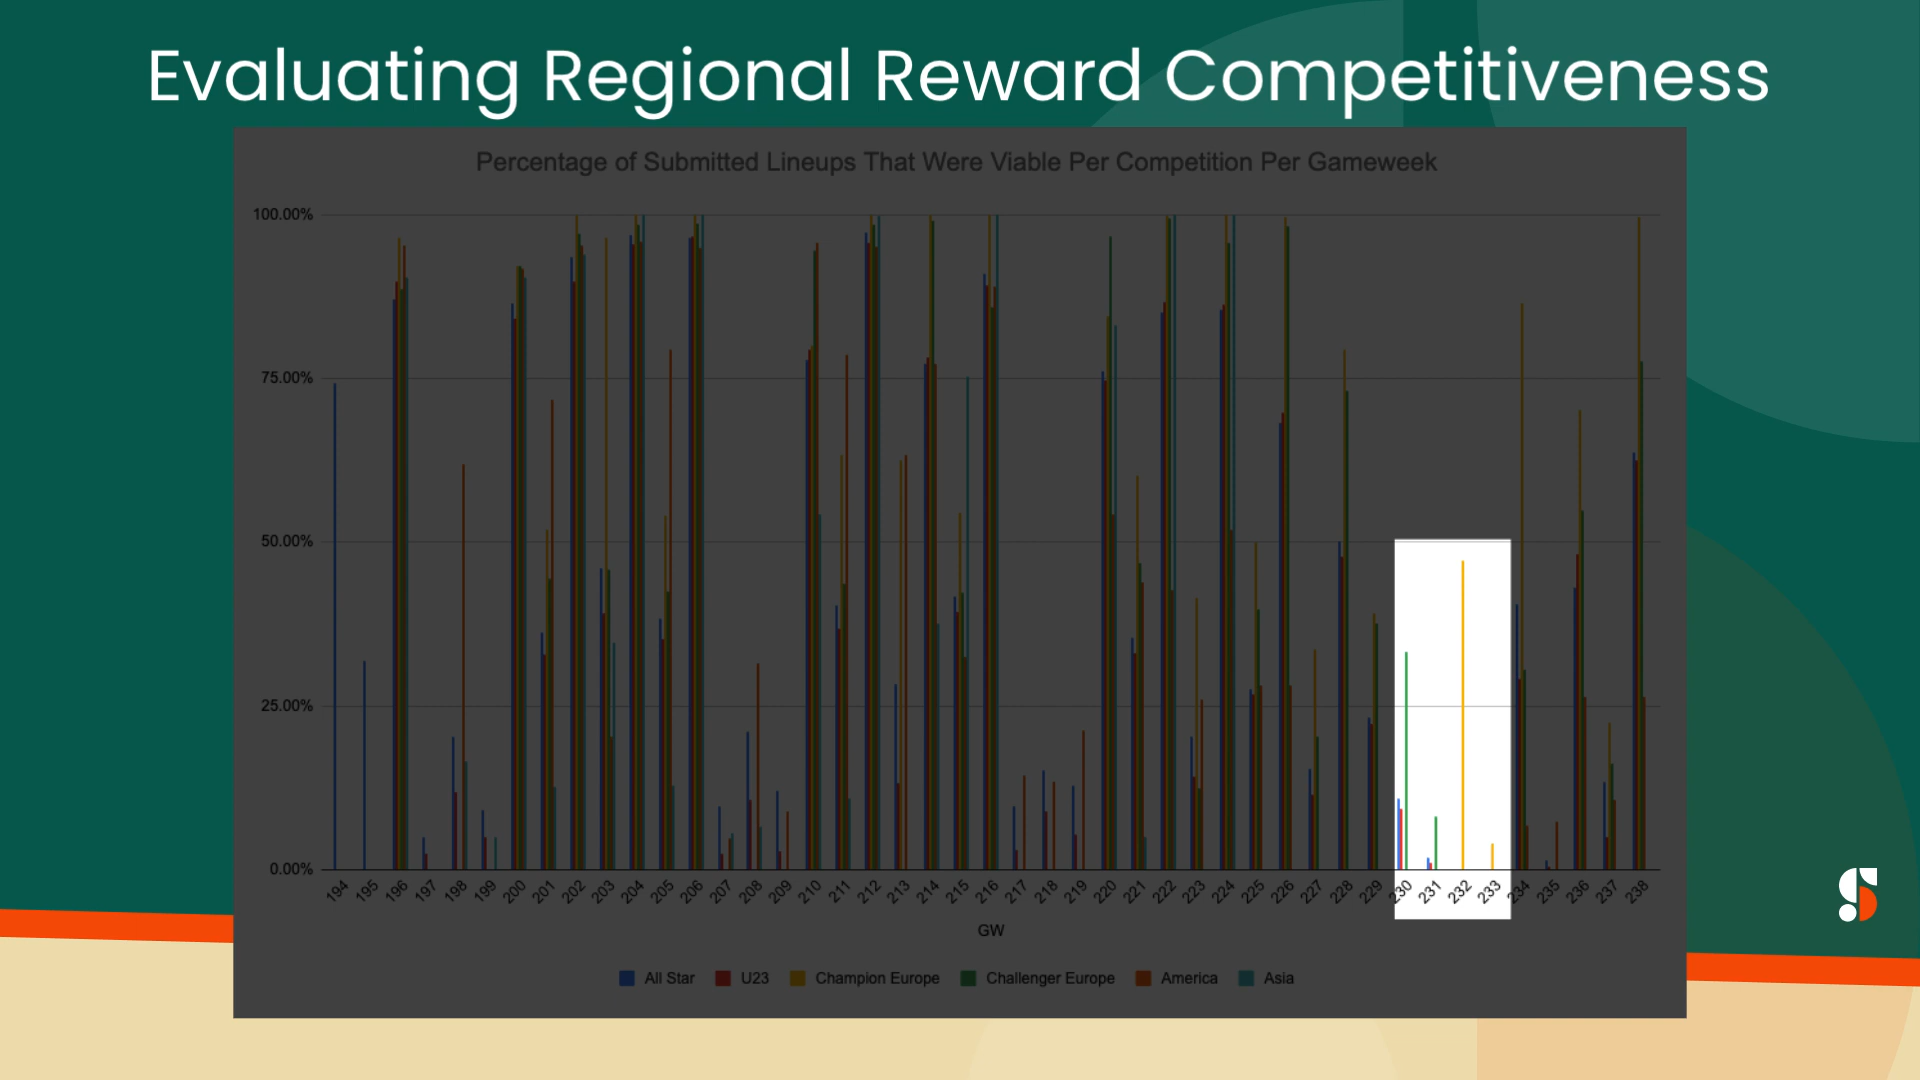 Evaluating Regional Reward Competitiveness
Percentage of Submitted Lineups That Were Viable Per Competition Per Gameweek
100.00%
75.00%
50.00%
25.00%
0.00%
194 195 196 197 198 199 200 201 202 203 204 205 206 207 208 209 210 211 212 213 214 215 216 217 218 219 220 221 222 223 224 225 226 227 228 229 230 231 232 233 234 235 236 237 238
GW
All Star U23 Champion Europe Challenger Europe America Asia